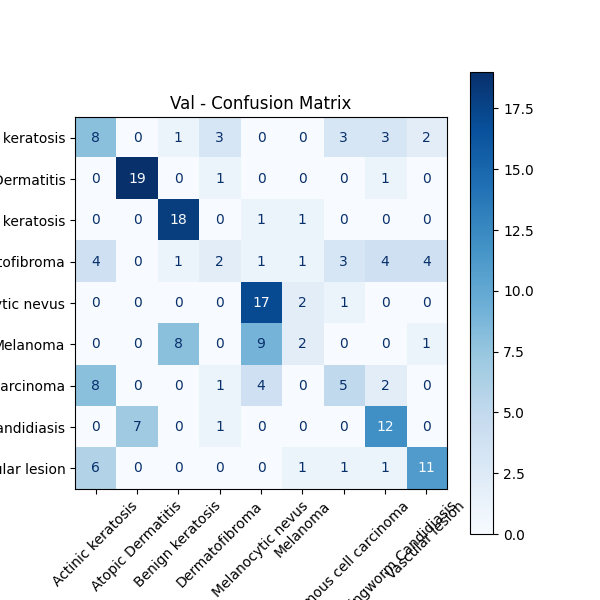 Val - Confusion Matrix
keratosis 8 0 1 3 0 0 3 3 2
Dermatitis 0 19 0 1 0 0 0 1 0
keratosis 0 0 18 0 1 1 0 0 0
tofibroma 4 0 1 2 1 1 3 4 4
ytic nevus 0 0 0 0 17 2 1 0 0
Melanoma 0 0 8 0 9 2 0 0 1
arcinoma 8 0 0 1 4 0 5 2 0
andidiasis 0 7 0 1 0 0 0 12 0
ular lesion 6 0 0 0 0 1 1 1 11
Actinic keratosis
Atopic Dermatitis
Benign keratosis
Dermatofibroma
Melanocytic nevus
Melanoma
mous cell carcinoma
ingworm Candidiasis
Vascular lesion
17.5
15.0
12.5
10.0
7.5
5.0
2.5
0.0